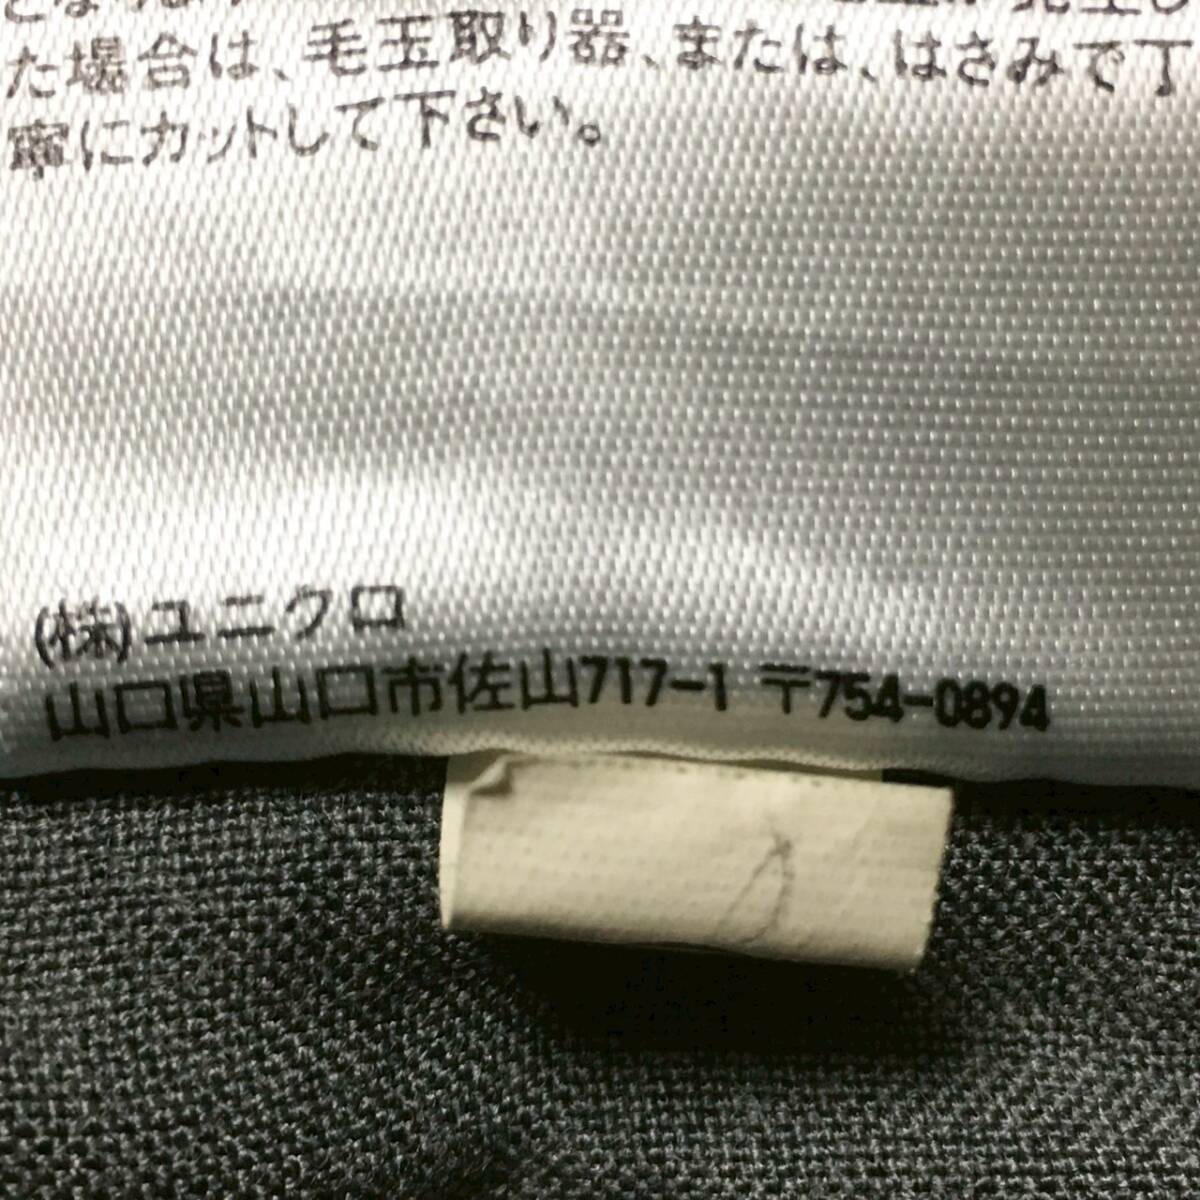 た場合は、毛玉取り器、または、はさみで丁
寧にカットして下さい。
(株)ユニクロ
山口県山口市佐山717-1 〒754-0894